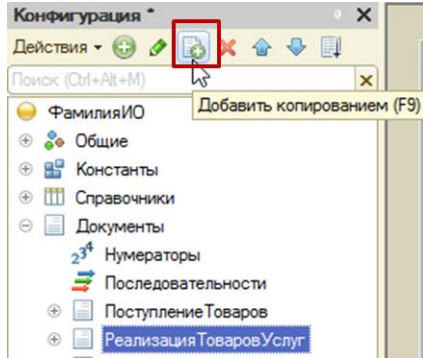 Конфигурация *
Действия
Поиск (Ctrl+Alt+M)
Добавить копированием (F9)
ФамилияИО
Общие
Константы
Справочники
Документы
Нумераторы
Последовательности
ПоступлениеТоваров
РеализацияТоваровУслуг